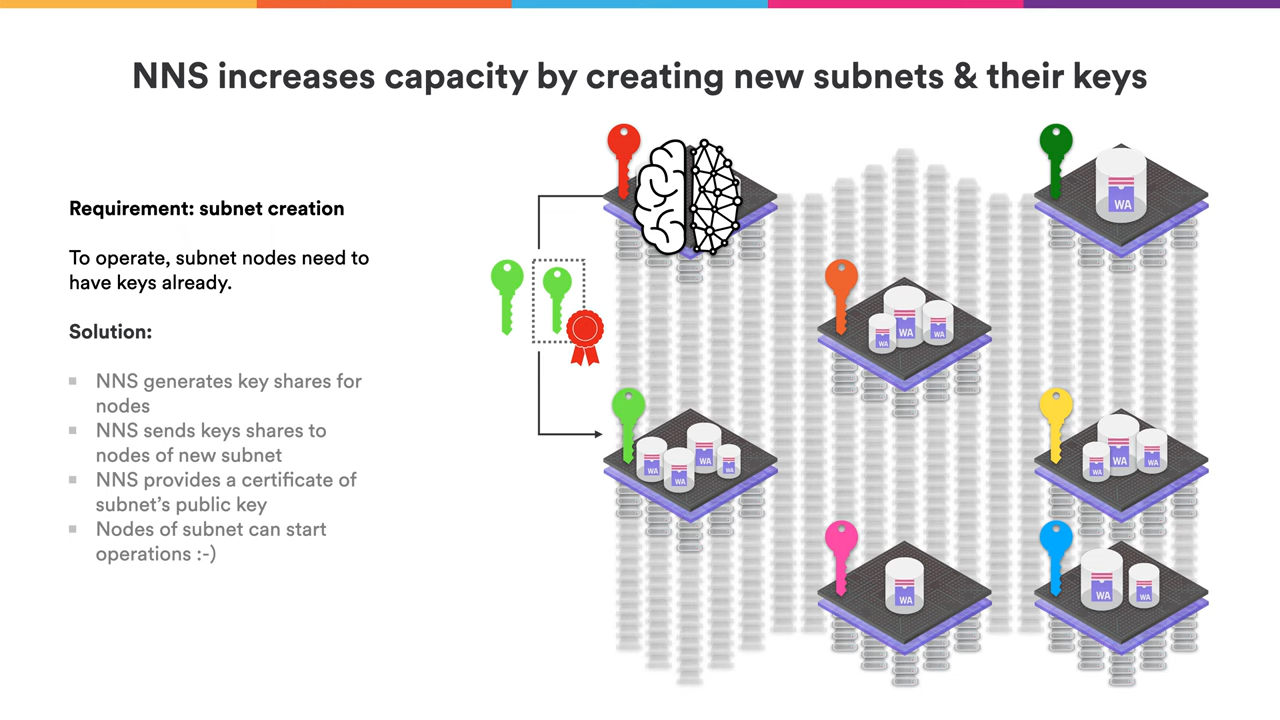 NNS increases capacity by creating new subnets & their keys
Requirement: subnet creation
To operate, subnet nodes need to
have keys already.
Solution:
NNS generates key shares for
nodes
NNS sends keys shares to
nodes of new subnet
NNS provides a certificate of
subnet's public key
Nodes of subnet can start
operations :-)
WA
WA
WA
WA
WA
WA
WA
WA
WA
WA
WA
WA
WA
WA